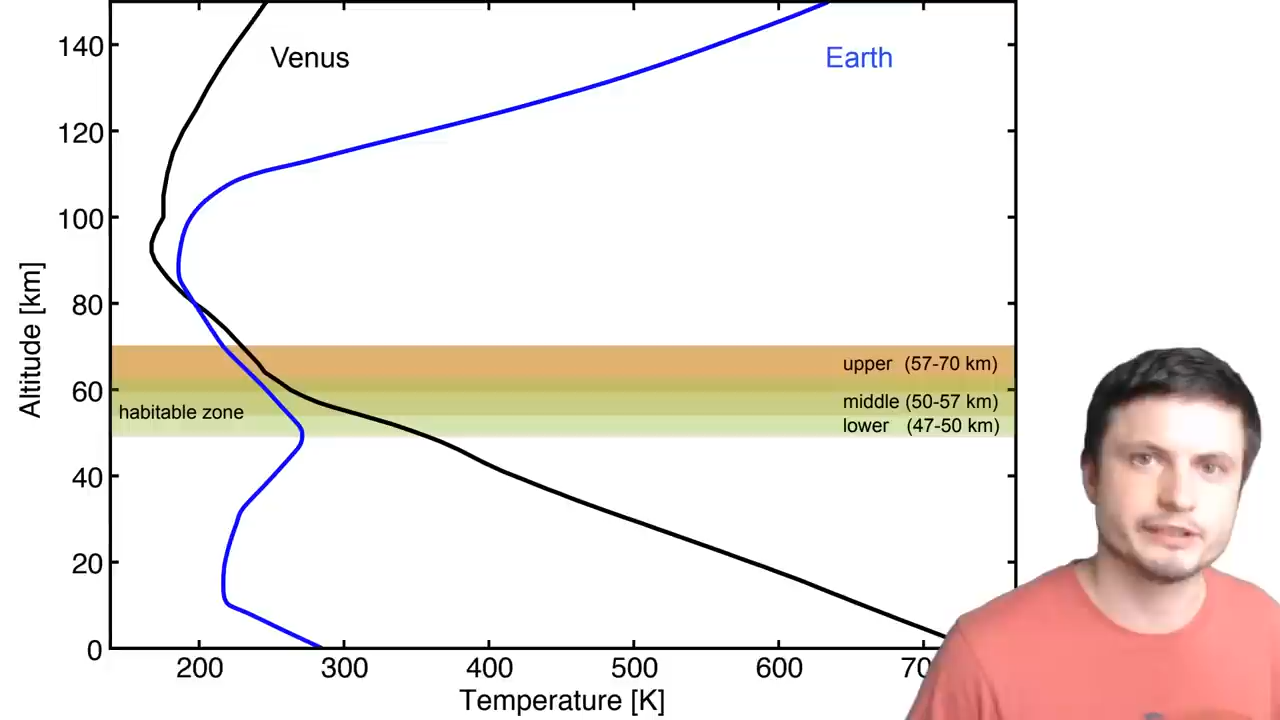 140
Venus
Earth
120
100
80
upper (57-70 km)
60
middle (50-57 km)
habitable zone
lower (47-50 km)
40
20
0
200 300 400 500 600 70
Temperature [K]
Altitude [km]